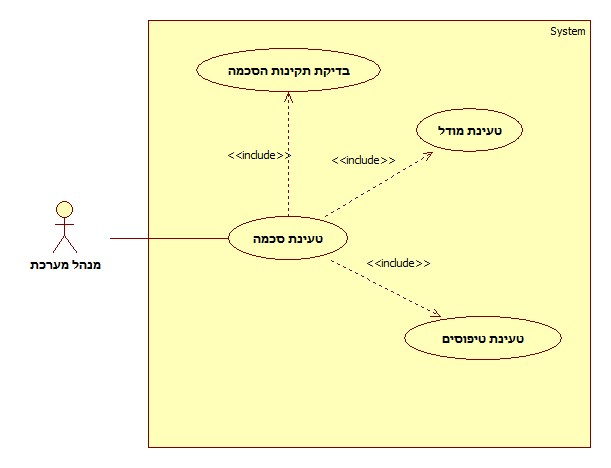 System
בדיקת תקינות הסכמה
טעינת מודל
<<include>>
<<include>>
טעינת סכמה
מנהל מערכת
<<include>>
טעינת טיפוסים